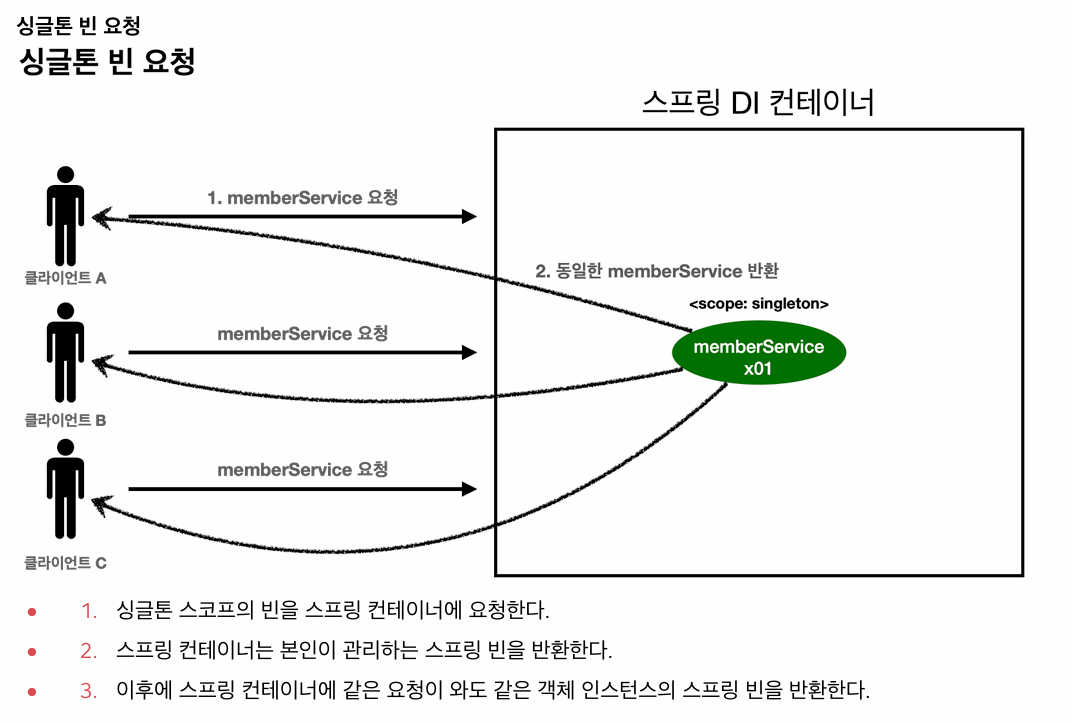 싱글톤 빈 요청
싱글톤 빈 요청
스프링 DI 컨테이너
1. memberService 요청
클라이언트 A
2. 동일한 memberService 반환
<scope: singleton>
memberService 요청
memberService
x01
클라이언트 B
memberService 요청
클라이언트 C
• 1. 싱글톤 스코프의 빈을 스프링 컨테이너에 요청한다.
• 2. 스프링 컨테이너는 본인이 관리하는 스프링 빈을 반환한다.
• 3. 이후에 스프링 컨테이너에 같은 요청이 와도 같은 객체 인스턴스의 스프링 빈을 반환한다.